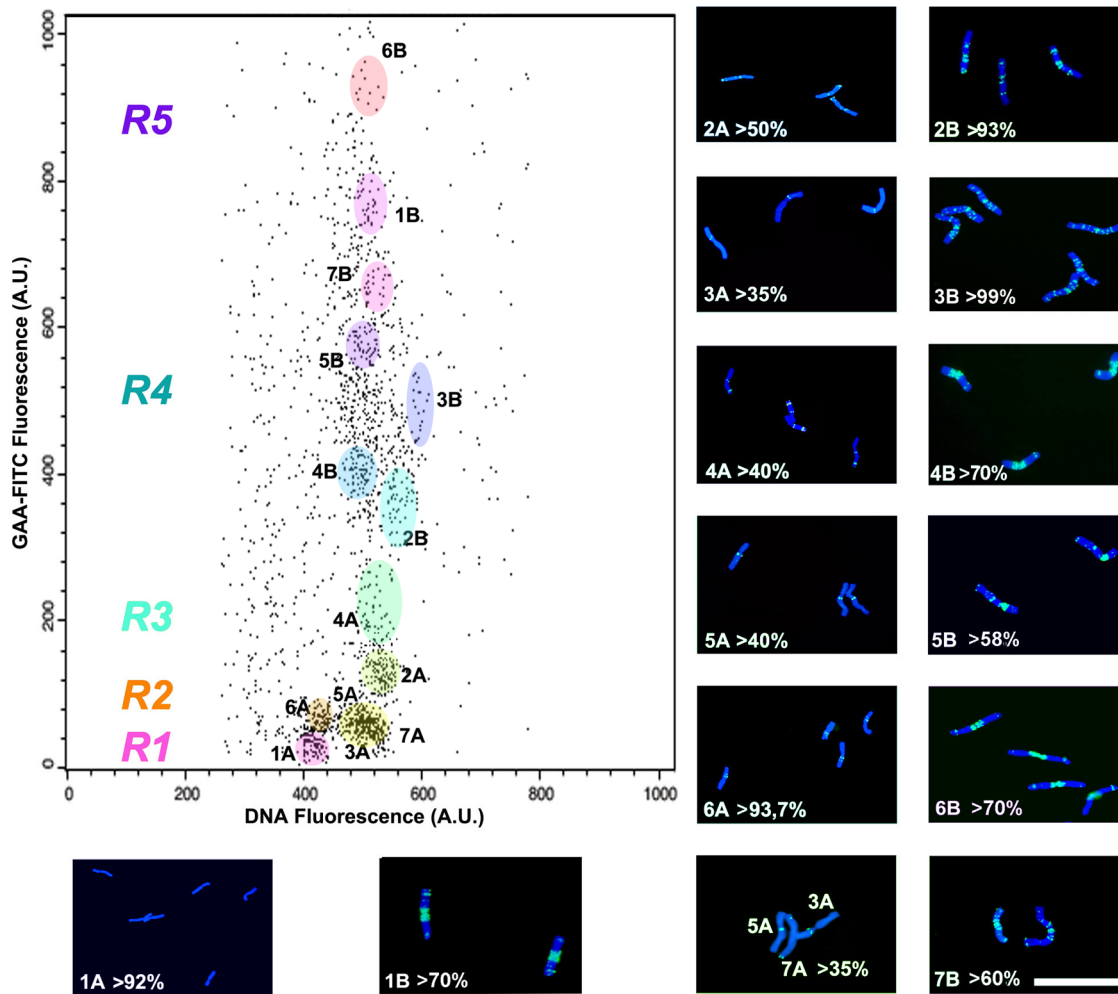 1000
800
600
4000
2000
0
GAA-FITC Fluorescence (A.U.)
R5
R4
R3
R2
R1
6B
1B
7B
5B
3B
4B
2B
4A
2A
5A
6A
7A
1A
3A
0
200
400
600
800
1000
DNA Fluorescence (A.U.)
2A >50%
2B >93%
3A >35%
3B >99%
4A >40%
4B >70%
5A >40%
5B >58%
6A >93,7%
6B >70%
1A >92%
1B >70%
3A
5A
7A >35%
7B >60%